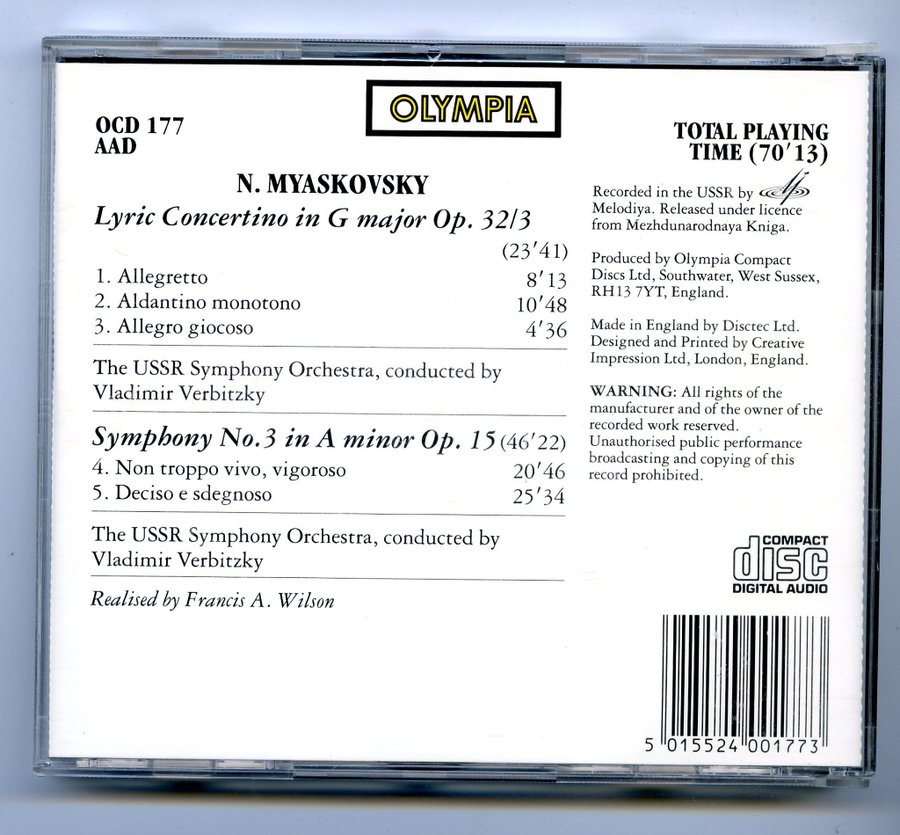 OLYMPIA
OCD 177
AAD
N. MYASKOVSKY
Lyric Concertino in G major Op. 32/3
(23'41)
1. Allegretto 8'13
2. Aldantino monotono 10'48
3. Allegro giocoso 4'36
The USSR Symphony Orchestra, conducted by
Vladimir Verbitzky
Symphony No.3 in A minor Op. 15 (46'22)
4. Non troppo vivo, vigoroso 20'46
5. Deciso e sdegnoso 25'34
The USSR Symphony Orchestra, conducted by
Vladimir Verbitzky
Realised by Francis A. Wilson
TOTAL PLAYING
TIME (70'13)
Recorded in the USSR by
Melodiya. Released under licence
from Mezhdunarodnaya Kniga.
Produced by Olympia Compact
Discs Ltd, Southwater, West Sussex,
RH13 7YT, England.
Made in England by Disctec Ltd.
Designed and Printed by Creative
Impression Ltd, London, England.
WARNING: All rights of the
manufacturer and of the owner of the
recorded work reserved.
Unauthorised public performance
broadcasting and copying of this
record prohibited.
COMPACT
disc
DIGITAL AUDIO
5 015524 001773